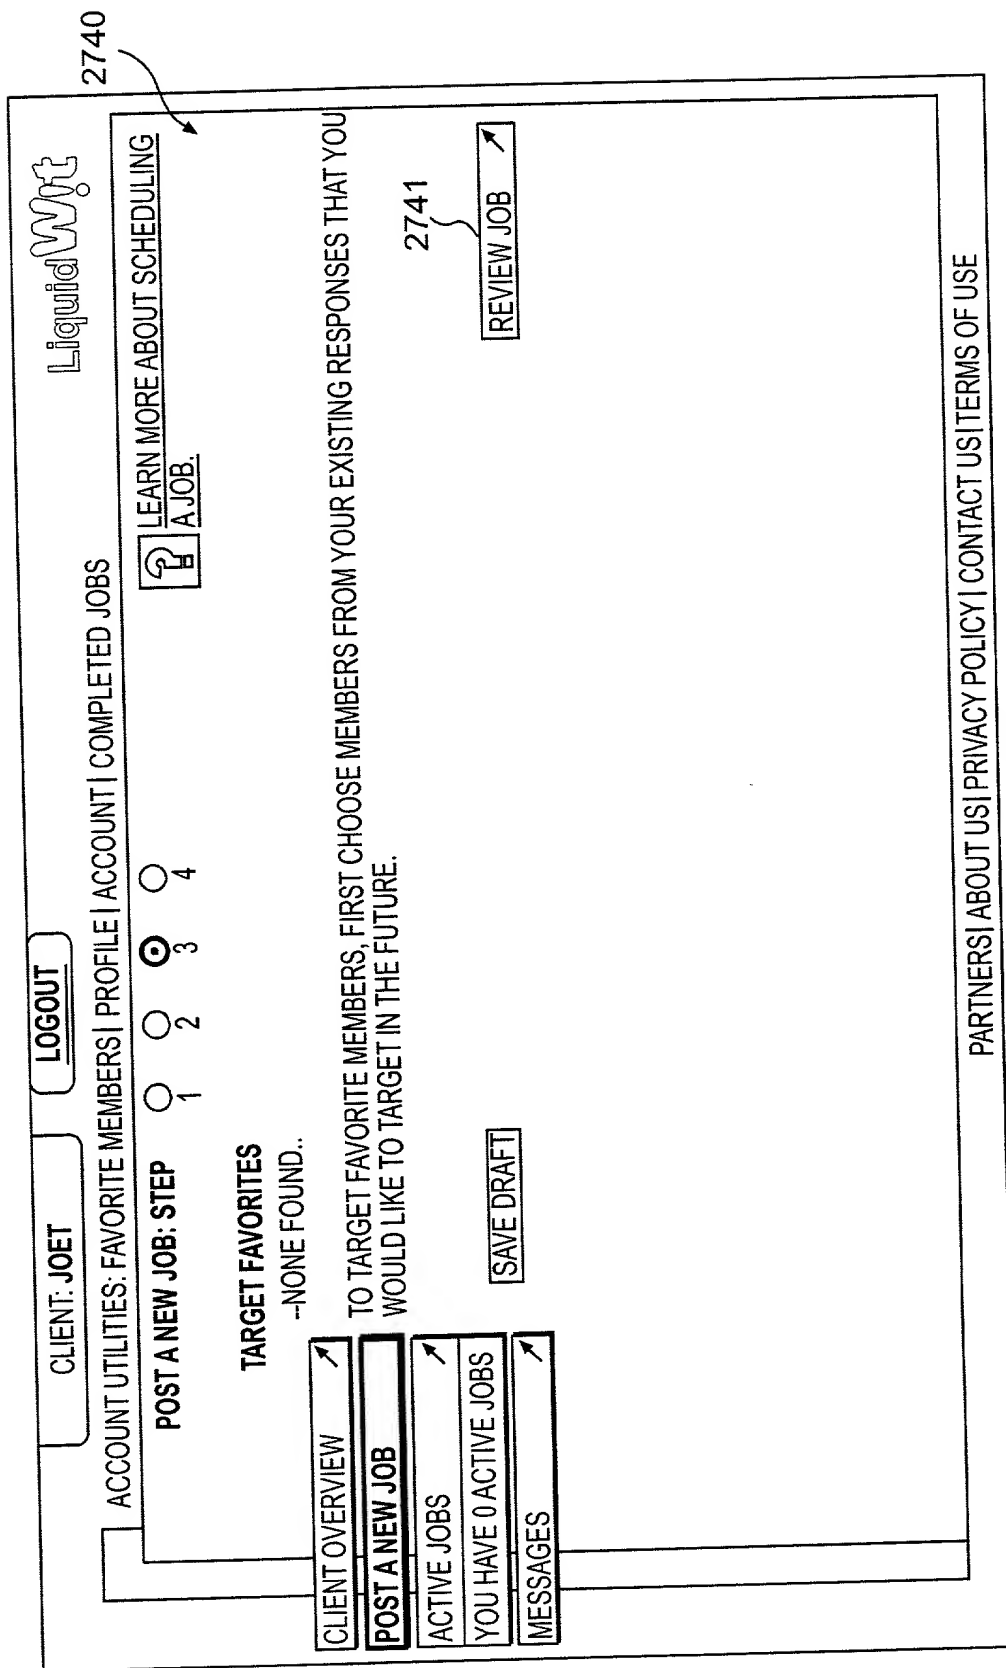 2740
CLIENT: JOET
LOGOUT
LiquidWit
ACCOUNT UTILITIES: FAVORITE MEMBERS| PROFILE| ACCOUNT| COMPLETED JOBS
POST A NEW JOB: STEP
1 2 3 4
? LEARN MORE ABOUT SCHEDULING
A JOB.
TARGET FAVORITES
--NONE FOUND..
TO TARGET FAVORITE MEMBERS, FIRST CHOOSE MEMBERS FROM YOUR EXISTING RESPONSES THAT YOU
WOULD LIKE TO TARGET IN THE FUTURE.
CLIENT OVERVIEW
POST A NEW JOB
ACTIVE JOBS
YOU HAVE 0 ACTIVE JOBS
MESSAGES
SAVE DRAFT
2741
REVIEW JOB
PARTNERS| ABOUT US| PRIVACY POLICY | CONTACT US| TERMS OF USE